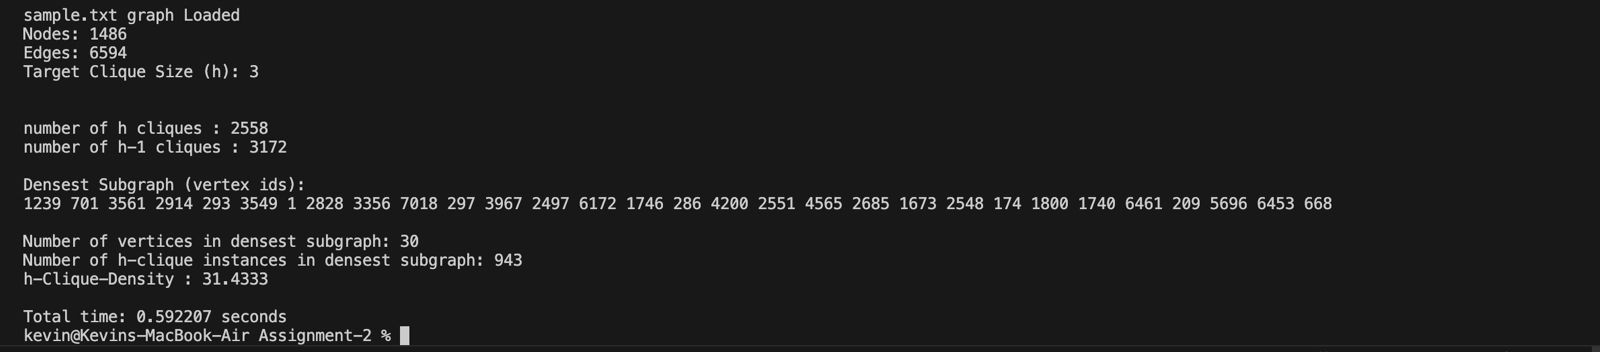 sample.txt graph Loaded
Nodes: 1486
Edges: 6594
Target Clique Size (h): 3
number of h cliques : 2558
number of h-1 cliques : 3172
Densest Subgraph (vertex ids):
1239 701 3561 2914 293 3549 1 2828 3356 7018 297 3967 2497 6172 1746 286 4200 2551 4565 2685 1673 2548 174 1800 1740 6461 209 5696 6453 668
Number of vertices in densest subgraph: 30
Number of h-clique instances in densest subgraph: 943
h-Clique-Density : 31.4333
Total time: 0.592207 seconds
kevin@Kevins-MacBook-Air Assignment-2 %